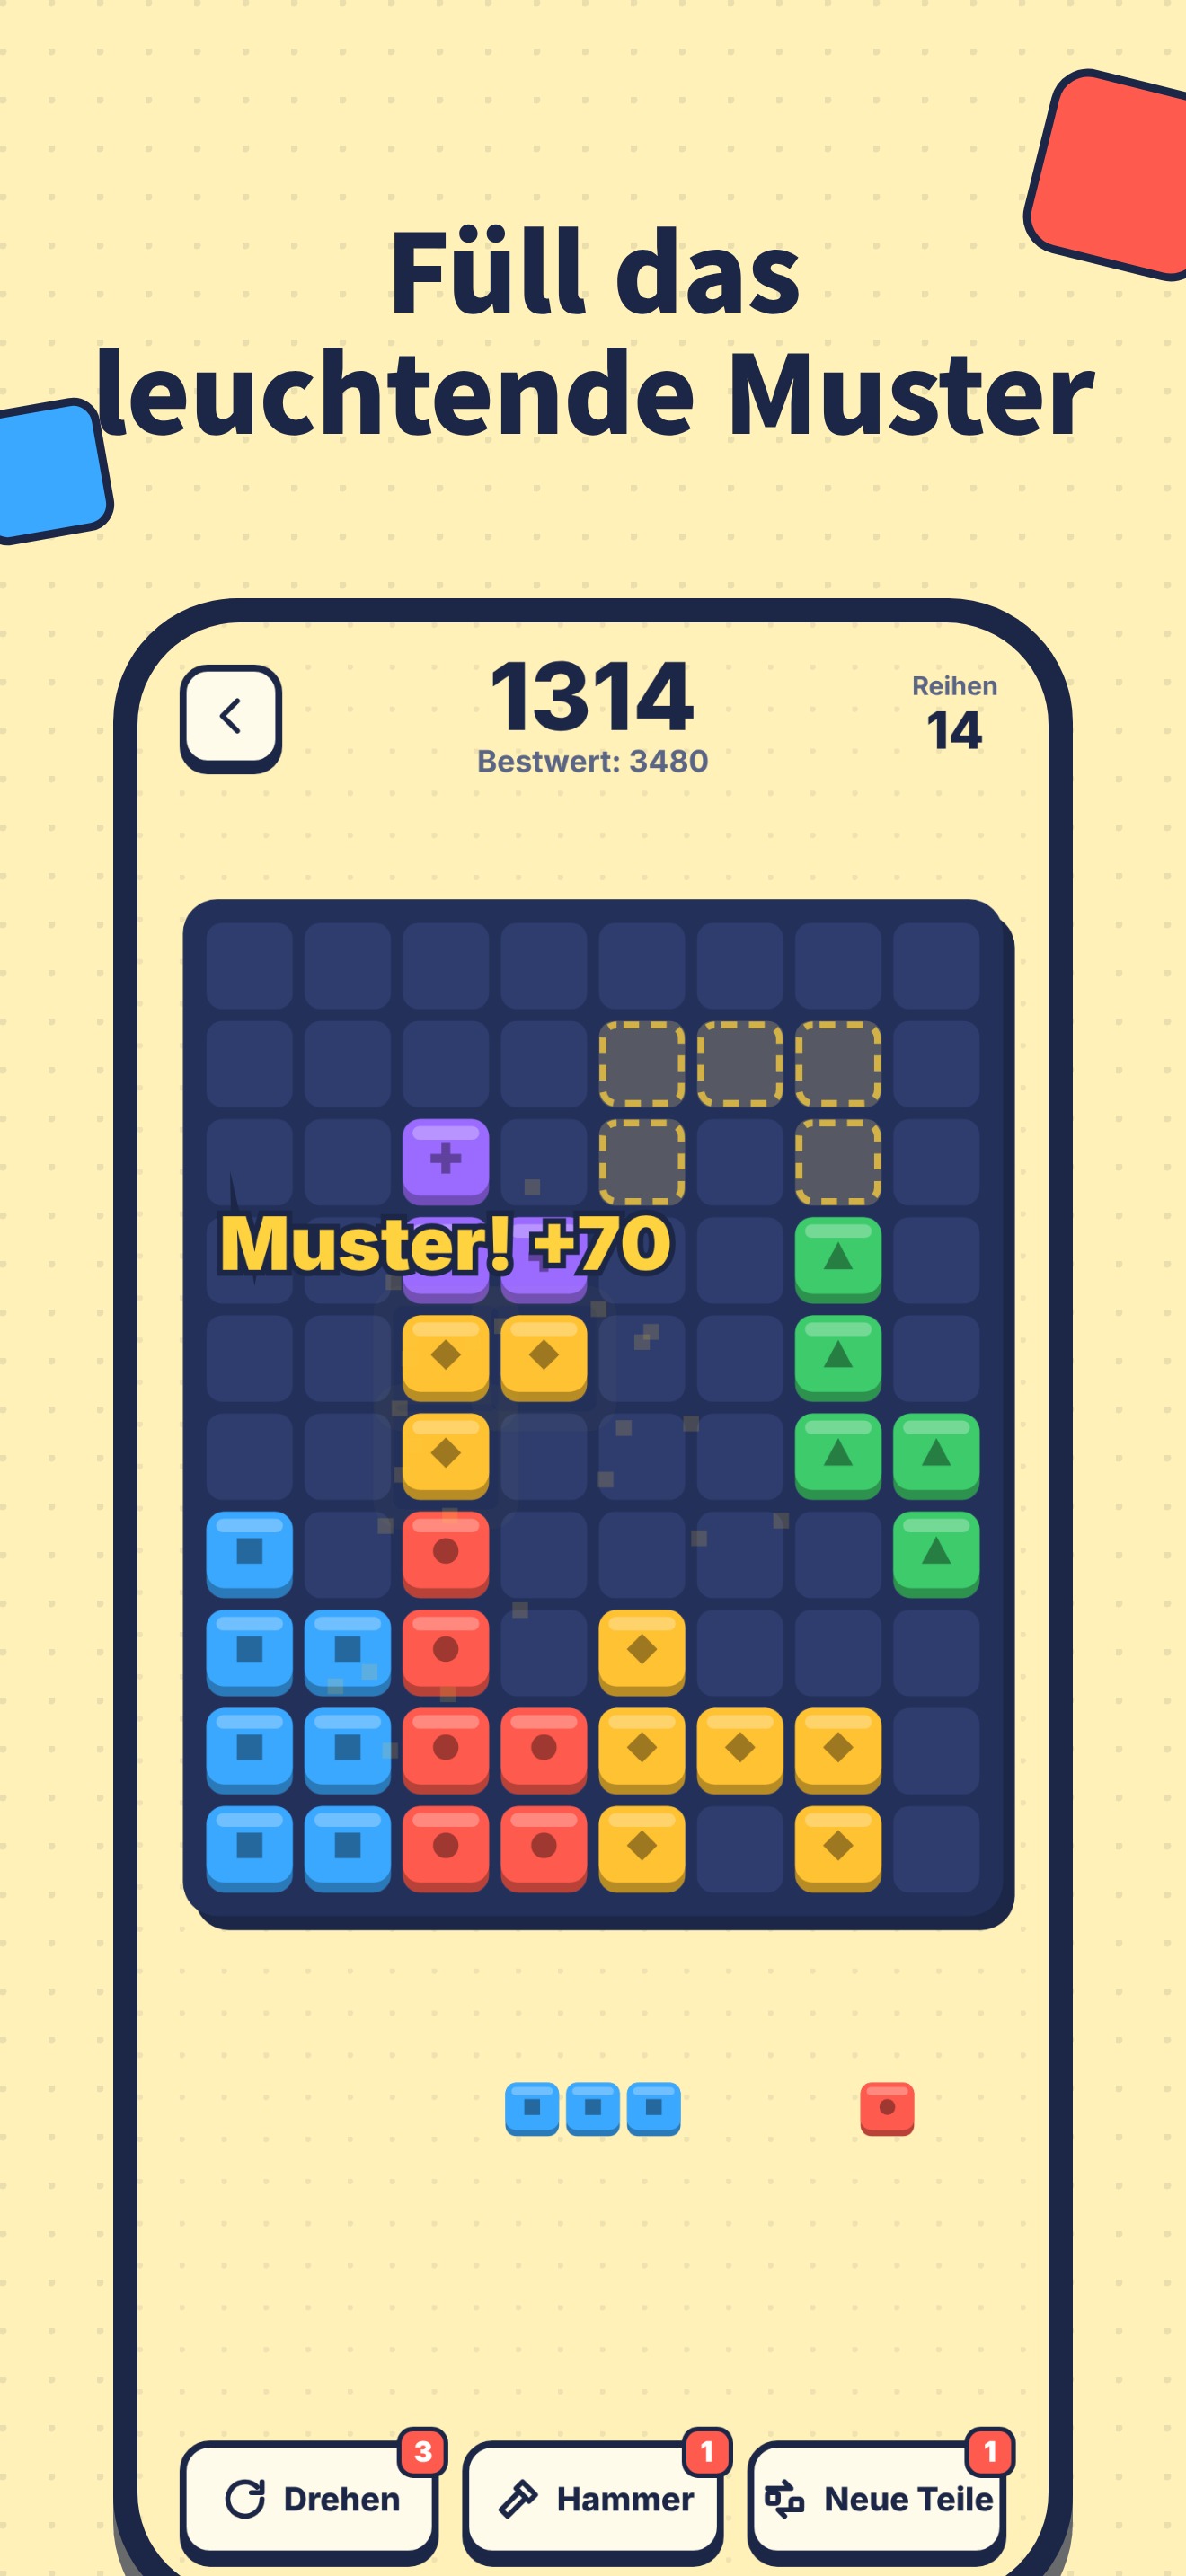 Füll das
leuchtende Muster
1314
Bestwert: 3480
Reihen
14
Muster! +70
3
Drehen
1
Hammer
1
Neue Teile